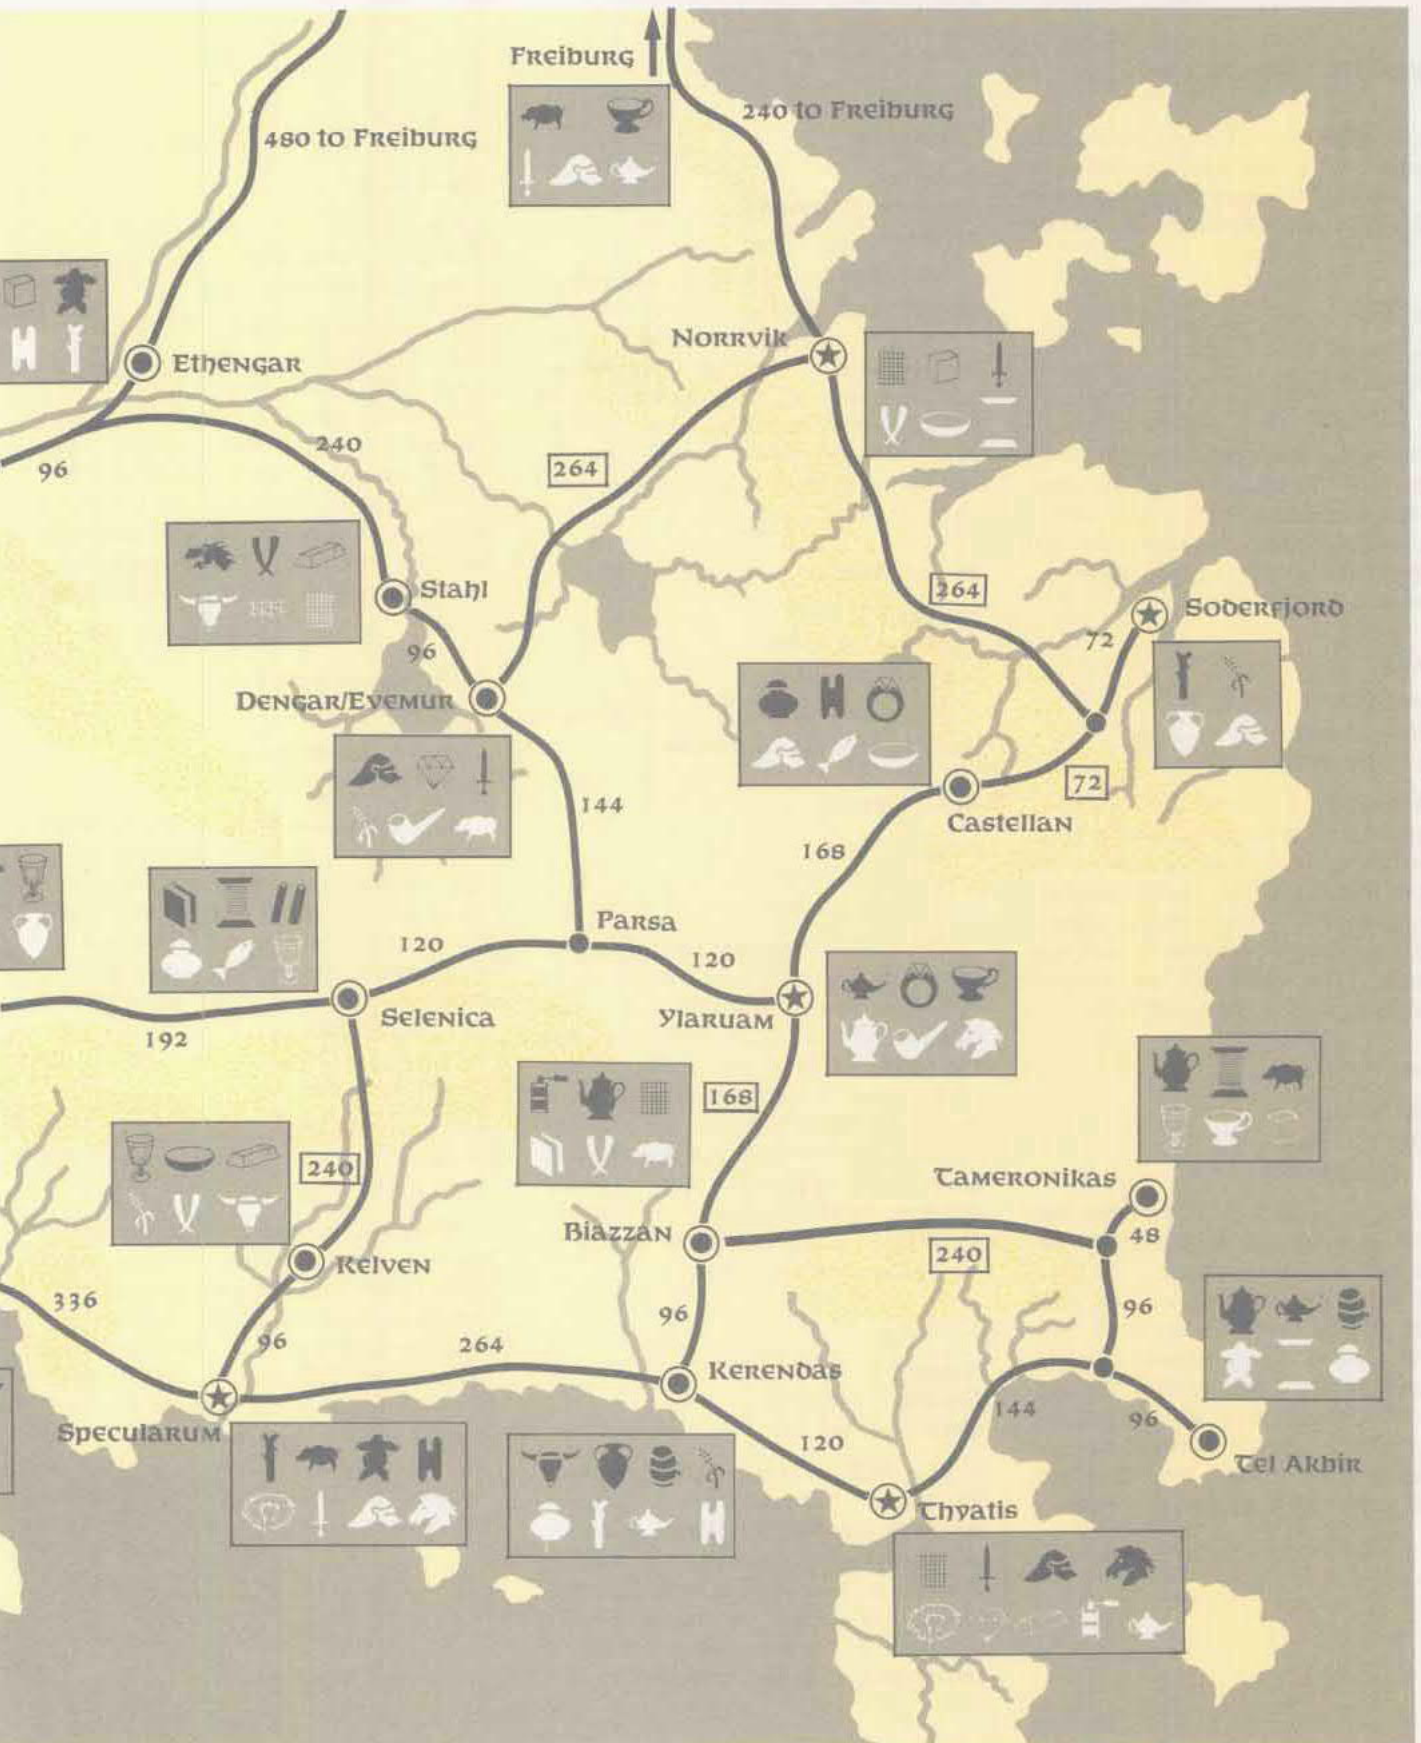 Freiburg
480 to Freiburg
240 to Freiburg
Norrvik
Ethengar
240
96
264
Stahl
264
Soderfjord
96
72
Dengar/Evemur
72
144
Castellan
168
Parsa
120
120
Selenica
Ylaruam
192
168
240
Tameronikas
Biazzan
48
240
Kelven
336
96
96
96
264
Kerendas
Specularum
144
96
120
Tel Akbir
Thyatis